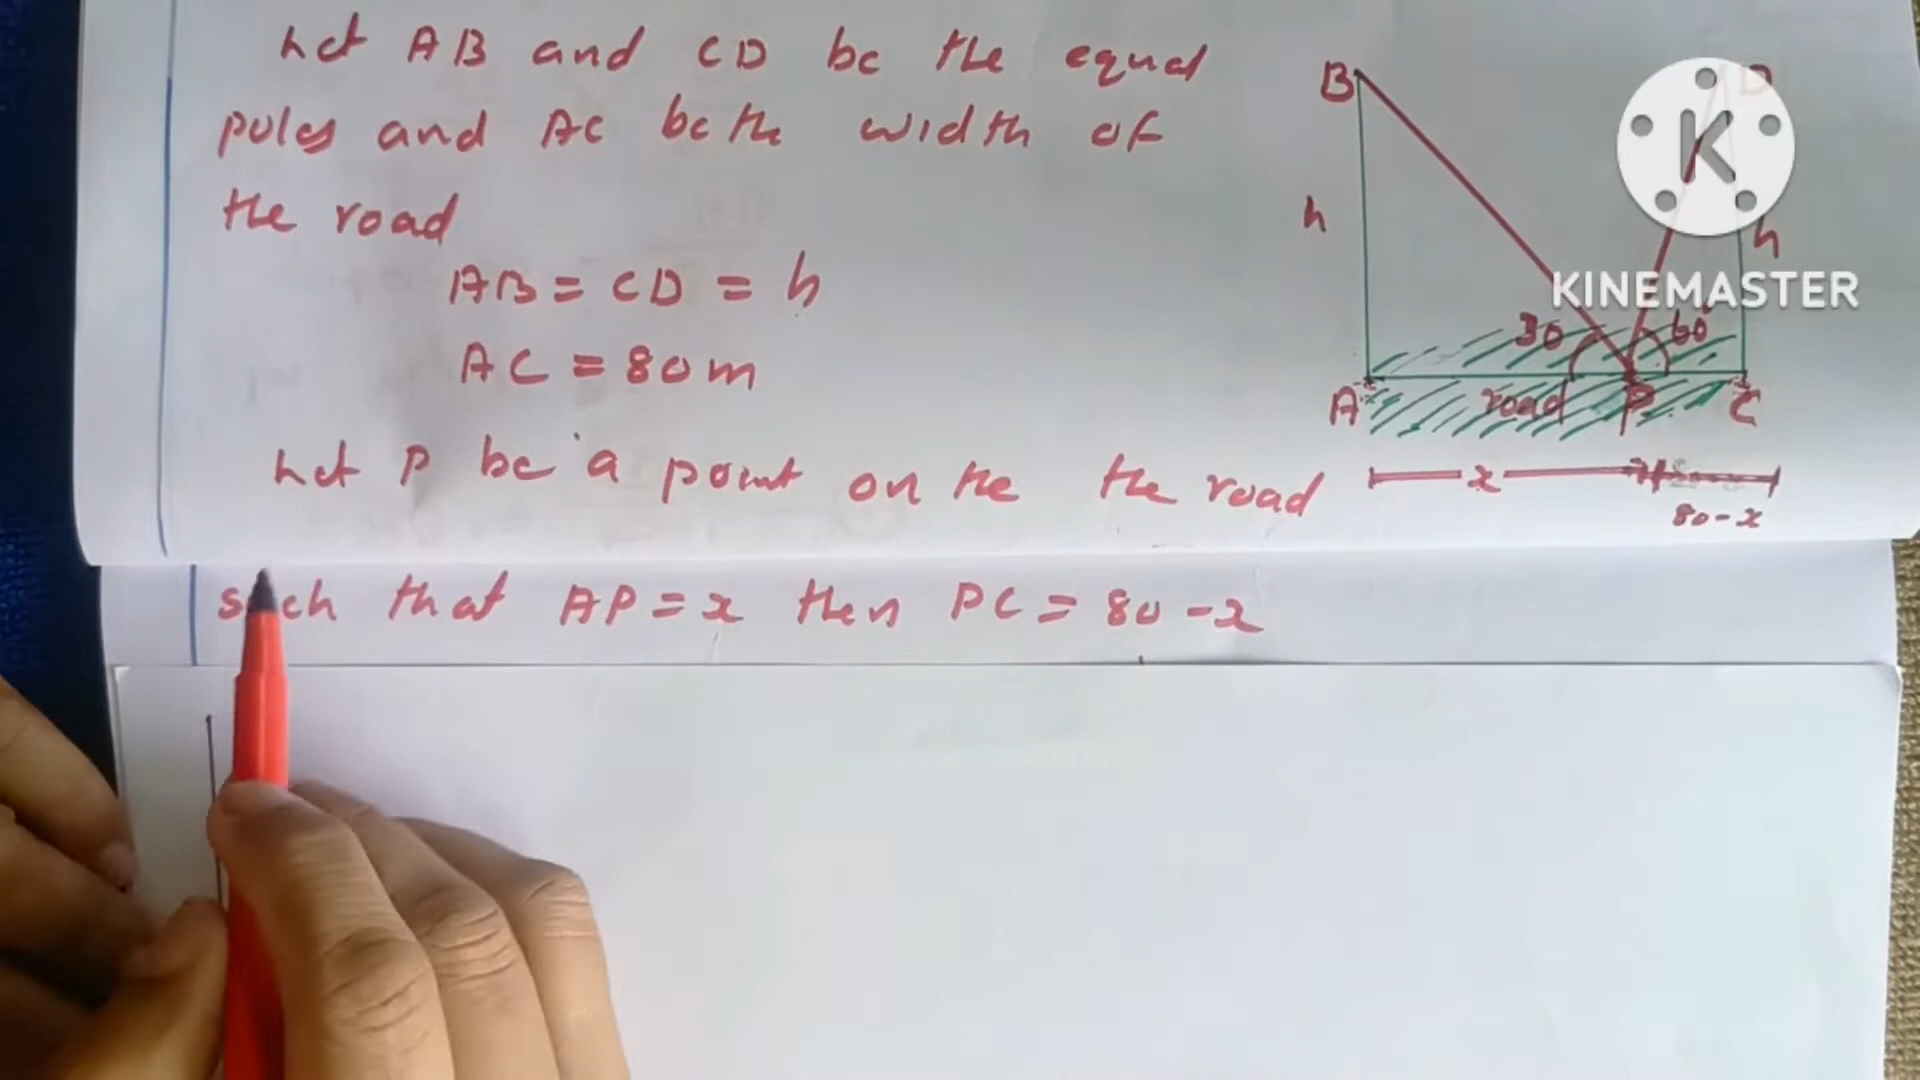 Let AB and CD be the equal
poles and AC be the width of
the road
AB = CD = h
AC = 80m
Let P be a point on the the road
such that AP = x then PC = 80 - x
B
D
K
h
h
KINEMASTER
30
60°
A
road
P
C
x
80 - x